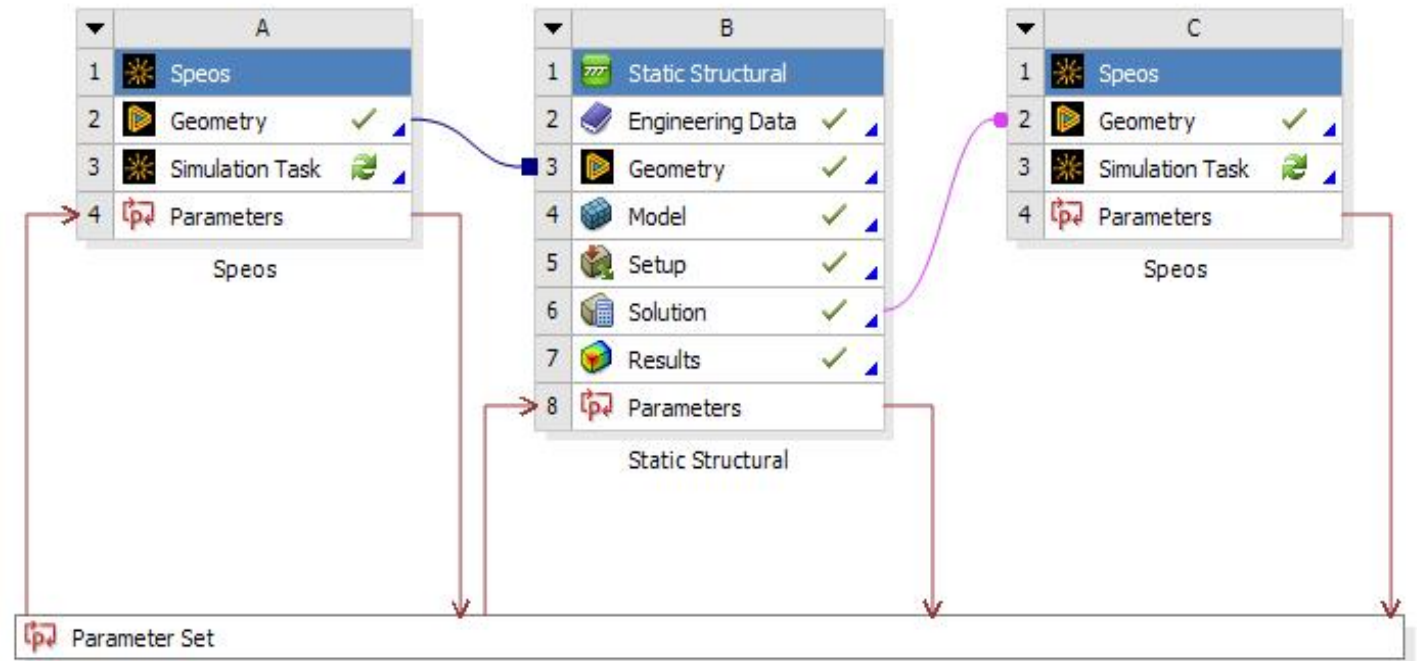 A
1 Speos
2 Geometry
3 Simulation Task
4 Parameters
Speos
B
1 Static Structural
2 Engineering Data
3 Geometry
4 Model
5 Setup
6 Solution
7 Results
8 Parameters
Static Structural
C
1 Speos
2 Geometry
3 Simulation Task
4 Parameters
Speos
Parameter Set